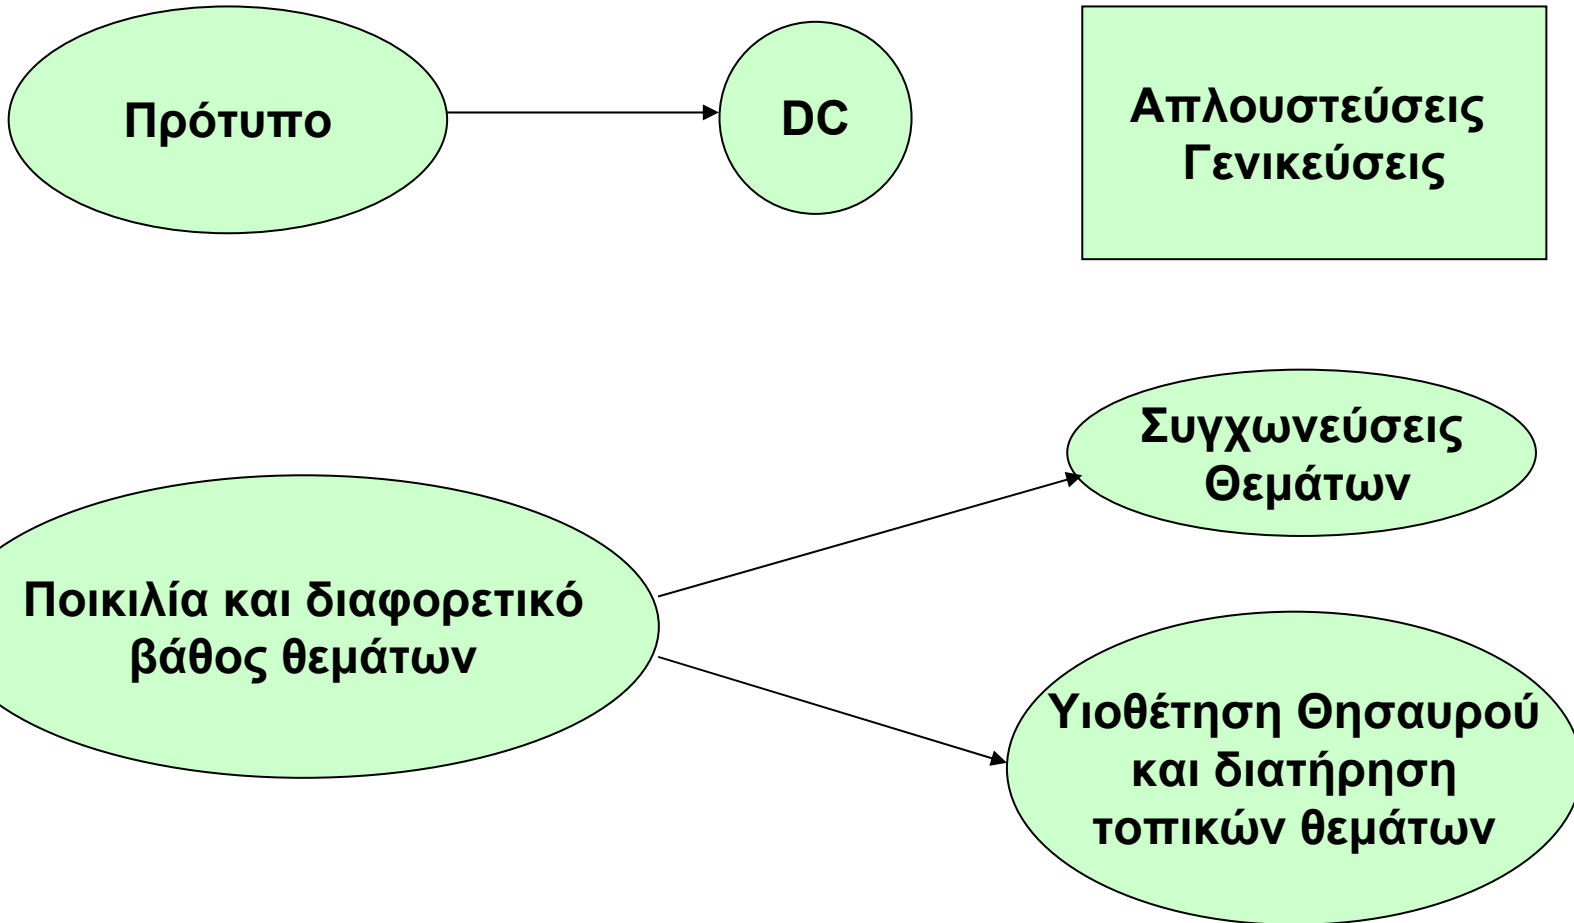 Πρότυπο
DC
Απλουστεύσεις
Γενικεύσεις
Συγχωνεύσεις
Θεμάτων
Ποικιλία και διαφορετικό
βάθος θεμάτων
Υιοθέτηση Θησαυρού
και διατήρηση
τοπικών θεμάτων